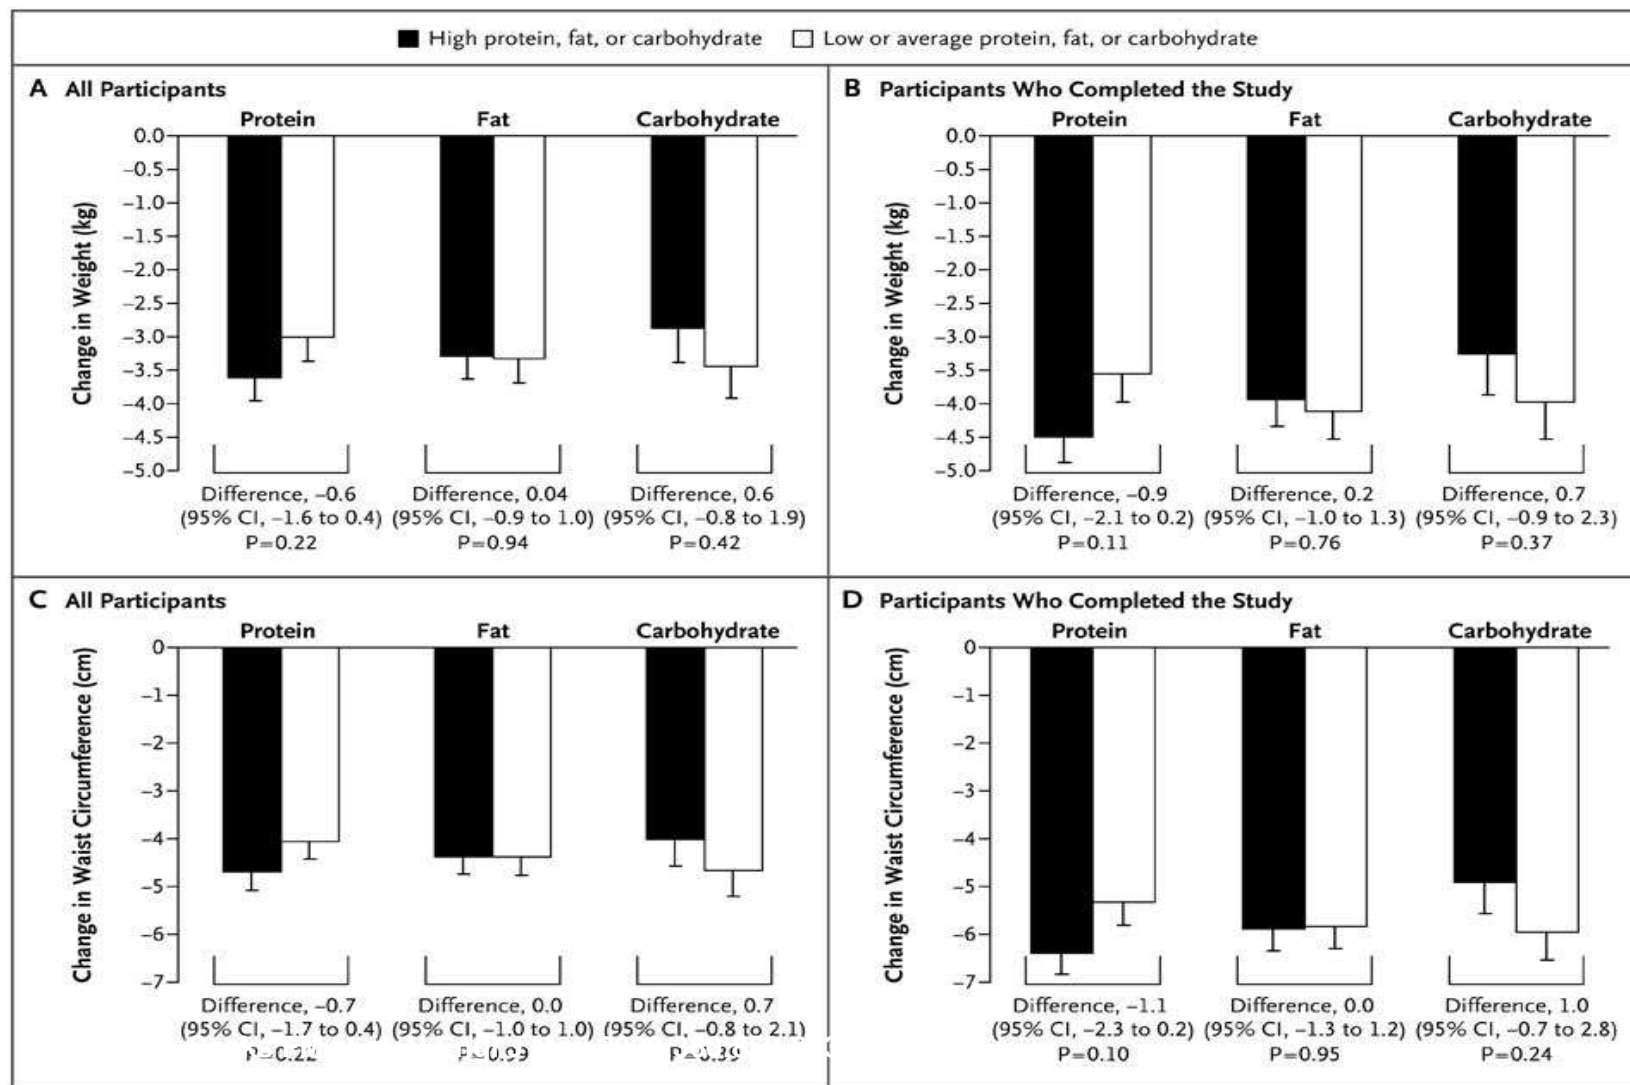 High protein, fat, or carbohydrate Low or average protein, fat, or carbohydrate
A All Participants
Protein Fat Carbohydrate
Change in Weight (kg)
0.0
−0.5
−1.0
−1.5
−2.0
−2.5
−3.0
−3.5
−4.0
−4.5
−5.0
Difference, −0.6 Difference, 0.04 Difference, 0.6
(95% CI, −1.6 to 0.4) (95% CI, −0.9 to 1.0) (95% CI, −0.8 to 1.9)
P=0.22 P=0.94 P=0.42
B Participants Who Completed the Study
Protein Fat Carbohydrate
Change in Weight (kg)
0.0
−0.5
−1.0
−1.5
−2.0
−2.5
−3.0
−3.5
−4.0
−4.5
−5.0
Difference, −0.9 Difference, 0.2 Difference, 0.7
(95% CI, −2.1 to 0.2) (95% CI, −1.0 to 1.3) (95% CI, −0.9 to 2.3)
P=0.11 P=0.76 P=0.37
C All Participants
Protein Fat Carbohydrate
Change in Waist Circumference (cm)
0
−1
−2
−3
−4
−5
−6
−7
Difference, −0.7 Difference, 0.0 Difference, 0.7
(95% CI, −1.7 to 0.4) (95% CI, −1.0 to 1.0) (95% CI, −0.8 to 2.1)
P=0.22 P=0.99 P=0.39
D Participants Who Completed the Study
Protein Fat Carbohydrate
Change in Waist Circumference (cm)
0
−1
−2
−3
−4
−5
−6
−7
Difference, −1.1 Difference, 0.0 Difference, 1.0
(95% CI, −2.3 to 0.2) (95% CI, −1.3 to 1.2) (95% CI, −0.7 to 2.8)
P=0.10 P=0.95 P=0.24